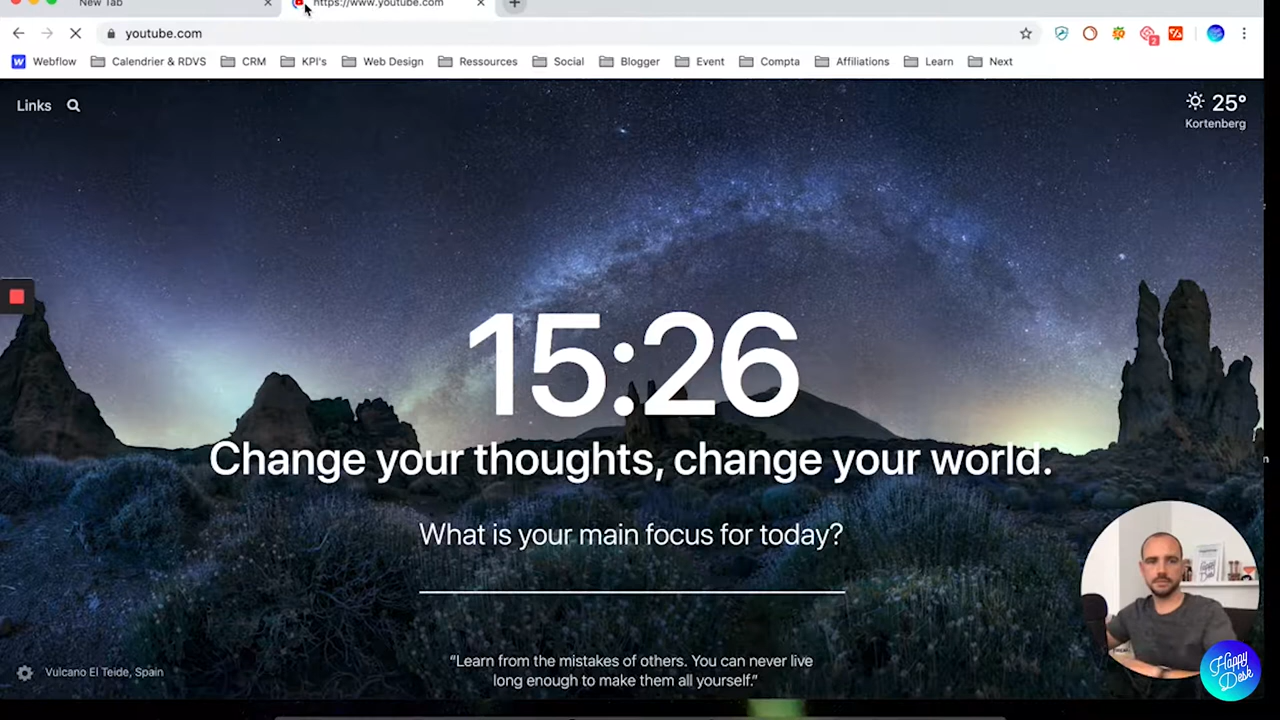 New Tab
https://www.youtube.com
youtube.com
2
Webflow Calendrier & RDVS CRM KPI's Web Design Ressources Social Blogger Event Compta Affiliations Learn Next
Links
25°
Kortenberg
15:26
Change your thoughts, change your world.
What is your main focus for today?
Vulcano El Teide, Spain
“Learn from the mistakes of others. You can never live
long enough to make them all yourself.”
Happy
Desk